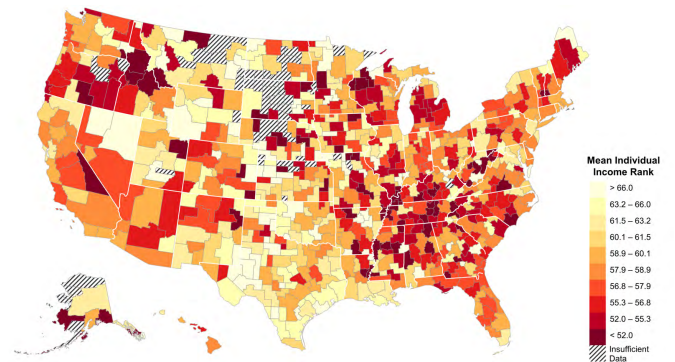 Mean Individual
Income Rank
> 66.0
63.2 – 66.0
61.5 – 63.2
60.1 – 61.5
58.9 – 60.1
57.9 – 58.9
56.8 – 57.9
55.3 – 56.8
52.0 – 55.3
< 52.0
Insufficient
Data